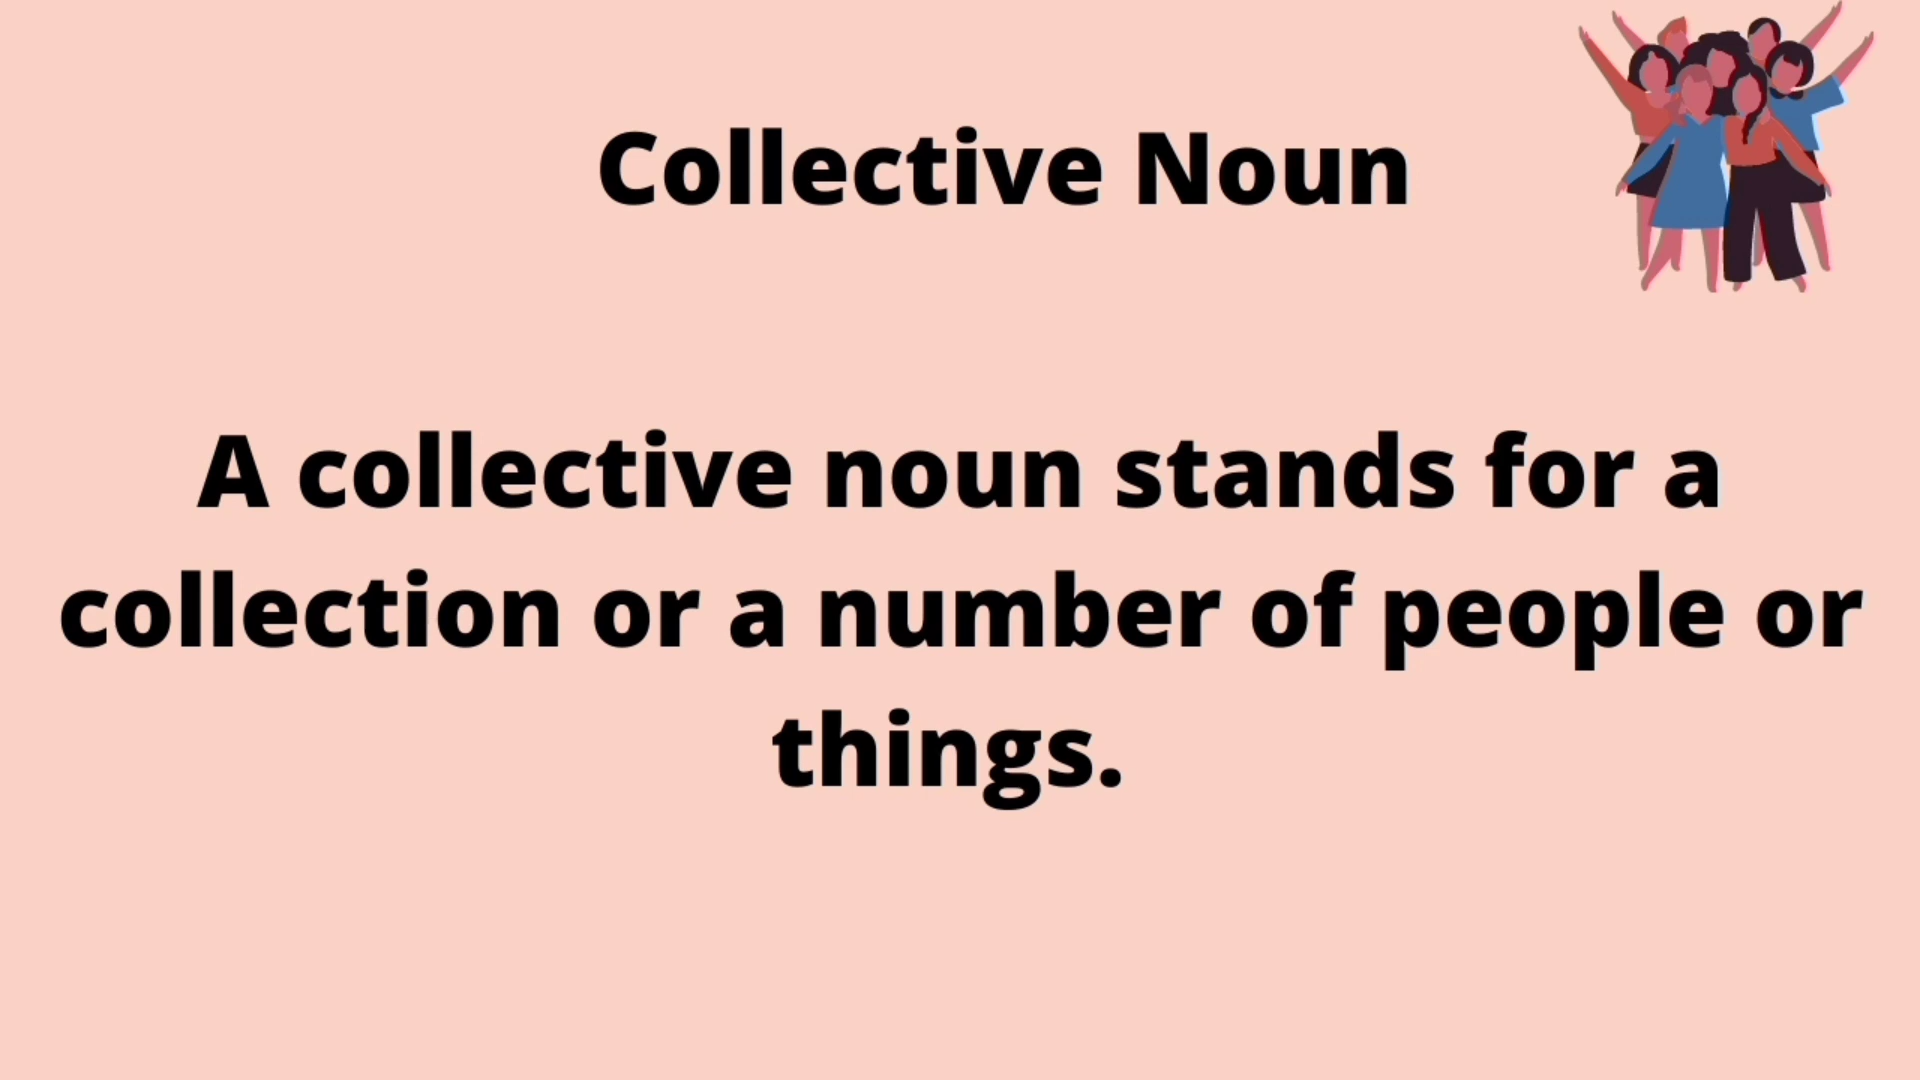 Collective Noun
A collective noun stands for a
collection or a number of people or
things.